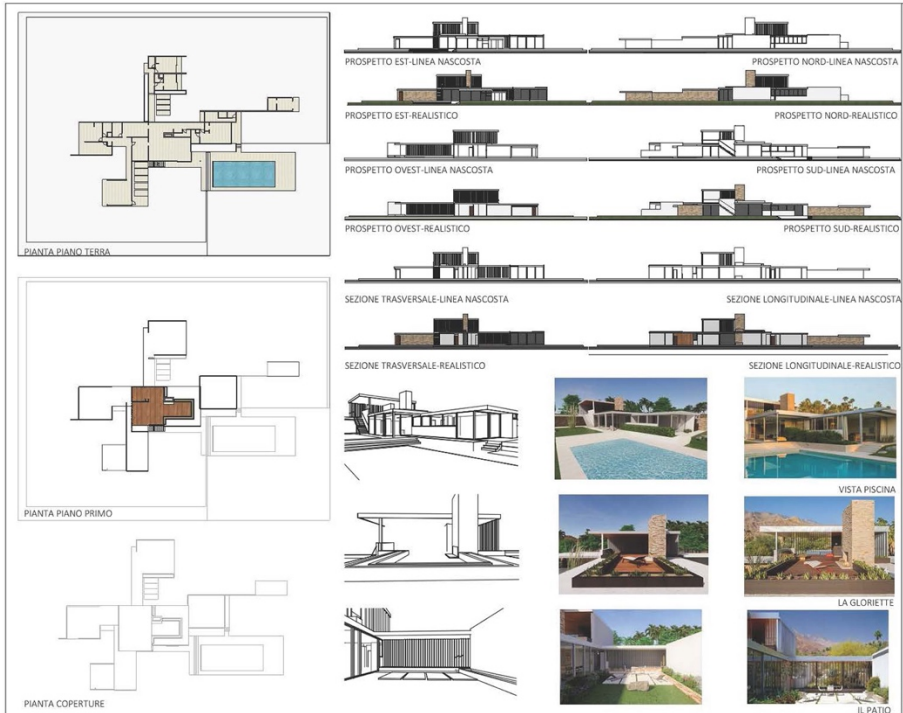 PIANTA PIANO TERRA
PIANTA PIANO PRIMO
PIANTA COPERTURE
PROSPETTO EST-LINEA NASCOSTA
PROSPETTO NORD-LINEA NASCOSTA
PROSPETTO EST-REALISTICO
PROSPETTO NORD-REALISTICO
PROSPETTO OVEST-LINEA NASCOSTA
PROSPETTO SUD-LINEA NASCOSTA
PROSPETTO OVEST-REALISTICO
PROSPETTO SUD-REALISTICO
SEZIONE TRASVERSALE-LINEA NASCOSTA
SEZIONE LONGITUDINALE-LINEA NASCOSTA
SEZIONE TRASVERSALE-REALISTICO
SEZIONE LONGITUDINALE-REALISTICO
VISTA PISCINA
LA GLORIETTE
IL PATIO